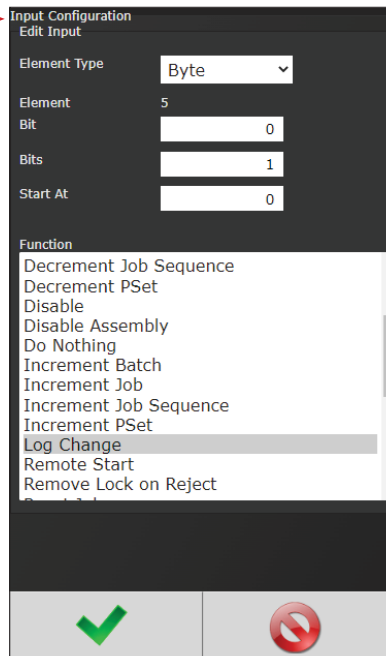 Input Configuration
Edit Input
Element Type Byte
Element 5
Bit 0
Bits 1
Start At 0
Function
Decrement Job Sequence
Decrement PSet
Disable
Disable Assembly
Do Nothing
Increment Batch
Increment Job
Increment Job Sequence
Increment PSet
Log Change
Remote Start
Remove Lock on Reject